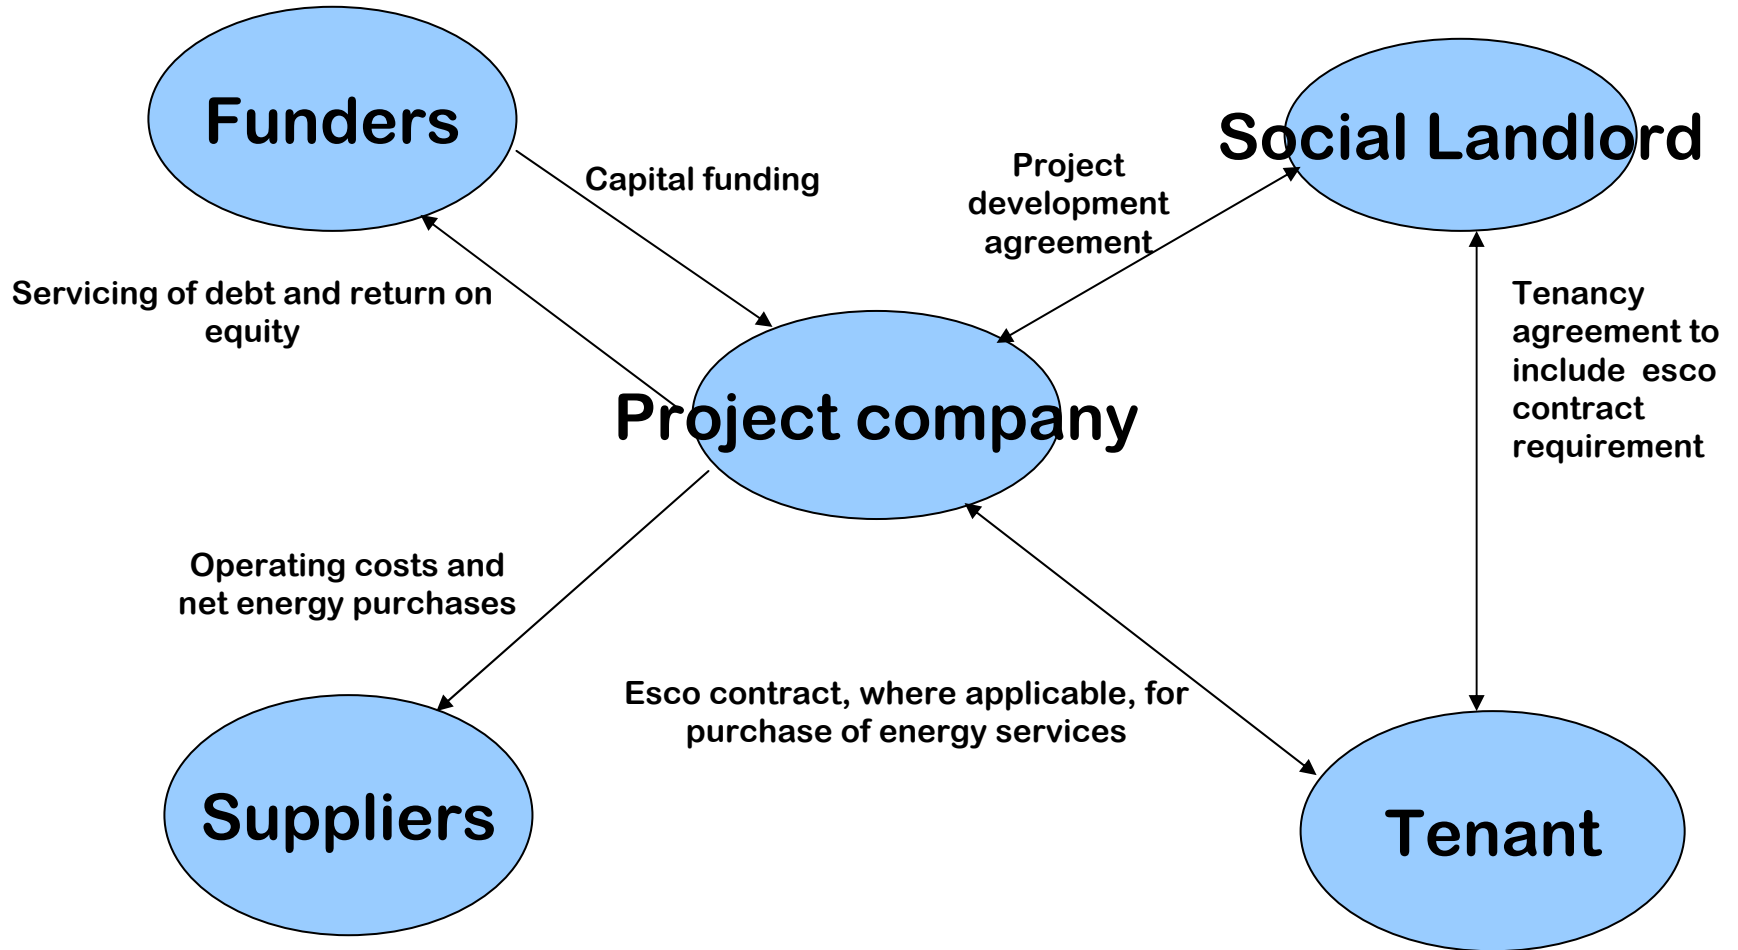 Funders
Social Landlord
Capital funding
Project
development
agreement
Servicing of debt and return on
equity
Tenancy
agreement to
include  esco
contract
requirement
Project company
Operating costs and
net energy purchases
Esco contract, where applicable, for
purchase of energy services
Suppliers
Tenant